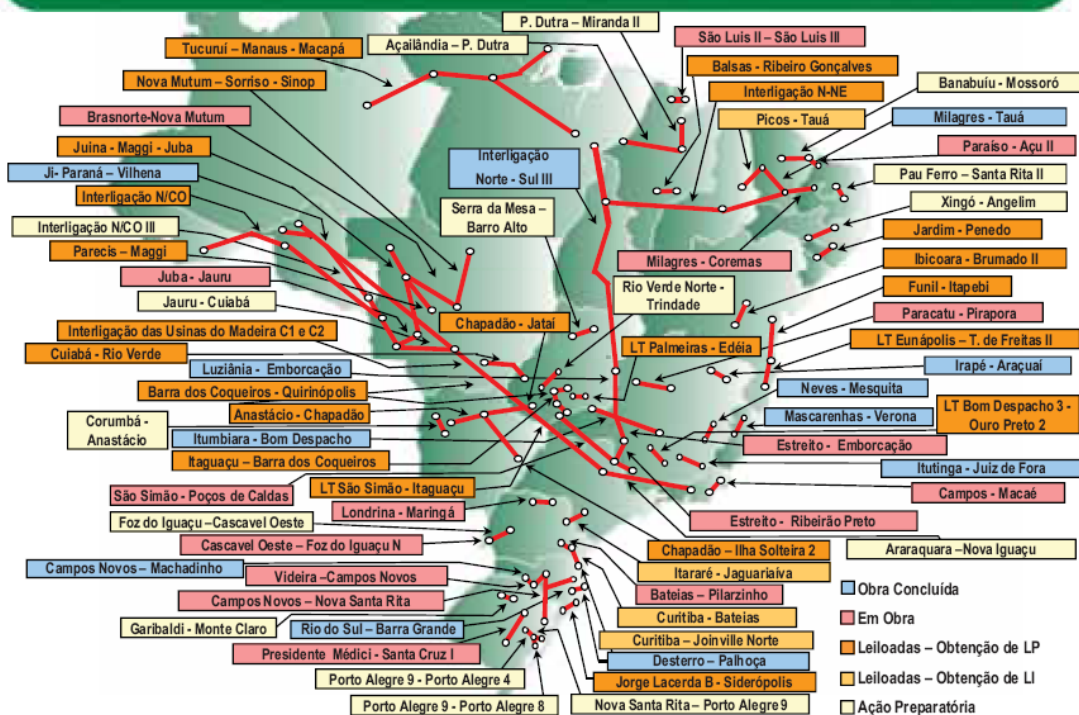 P. Dutra – Miranda II
Tucuruí – Manaus - Macapá
Açailândia – P. Dutra
São Luis II – São Luis III
Balsas - Ribeiro Gonçalves
Nova Mutum – Sorriso - Sinop
Interligação N-NE
Banabuíu - Mossoró
Brasnorte-Nova Mutum
Picos – Tauá
Milagres - Tauá
Juina – Maggi - Juba
Paraíso – Açu II
Ji-Paraná – Vilhena
Interligação
Norte - Sul III
Pau Ferro – Santa Rita II
Interligação N/CO
Serra da Mesa –
Barro Alto
Xingó - Angelim
Interligação N/CO III
Jardim - Penedo
Parecis – Maggi
Milagres - Coremas
Ibicoara - Brumado II
Juba - Jauru
Rio Verde Norte -
Trindade
Funil - Itapebi
Jauru - Cuiabá
Paracatu - Pirapora
Chapadão - Jataí
Interligação das Usinas do Madeira C1 e C2
LT Eunápolis – T. de Freitas II
Cuiabá - Rio Verde
LT Palmeiras - Edéia
Irapé - Araçuaí
Luziânia - Emborcação
Neves - Mesquita
Barra dos Coqueiros - Quirinópolis
LT Bom Despacho 3 -
Ouro Preto 2
Anastácio - Chapadão
Mascarenhas - Verona
Corumbá -
Anastácio
Itumbiara - Bom Despacho
Estreito - Emborcação
Itaguaçu – Barra dos Coqueiros
Itutinga - Juiz de Fora
São Simão - Poços de Caldas
LT São Simão - Itaguaçu
Campos - Macaé
Londrina – Maringá
Foz do Iguaçu –Cascavel Oeste
Estreito - Ribeirão Preto
Cascavel Oeste – Foz do Iguaçu N
Chapadão – Ilha Solteira 2
Araraquara –Nova Iguaçu
Campos Novos – Machadinho
Itararé - Jaguariaíva
Videira –Campos Novos
Bateias - Pilarzinho
Obra Concluída
Campos Novos – Nova Santa Rita
Curitiba - Bateias
Em Obra
Garibaldi - Monte Claro
Rio do Sul – Barra Grande
Curitiba – Joinville Norte
Leiloadas – Obtenção de LP
Presidente Médici - Santa Cruz I
Desterro – Palhoça
Porto Alegre 9 - Porto Alegre 4
Jorge Lacerda B - Siderópolis
Leiloadas – Obtenção de LI
Porto Alegre 9 - Porto Alegre 8
Nova Santa Rita – Porto Alegre 9
Ação Preparatória